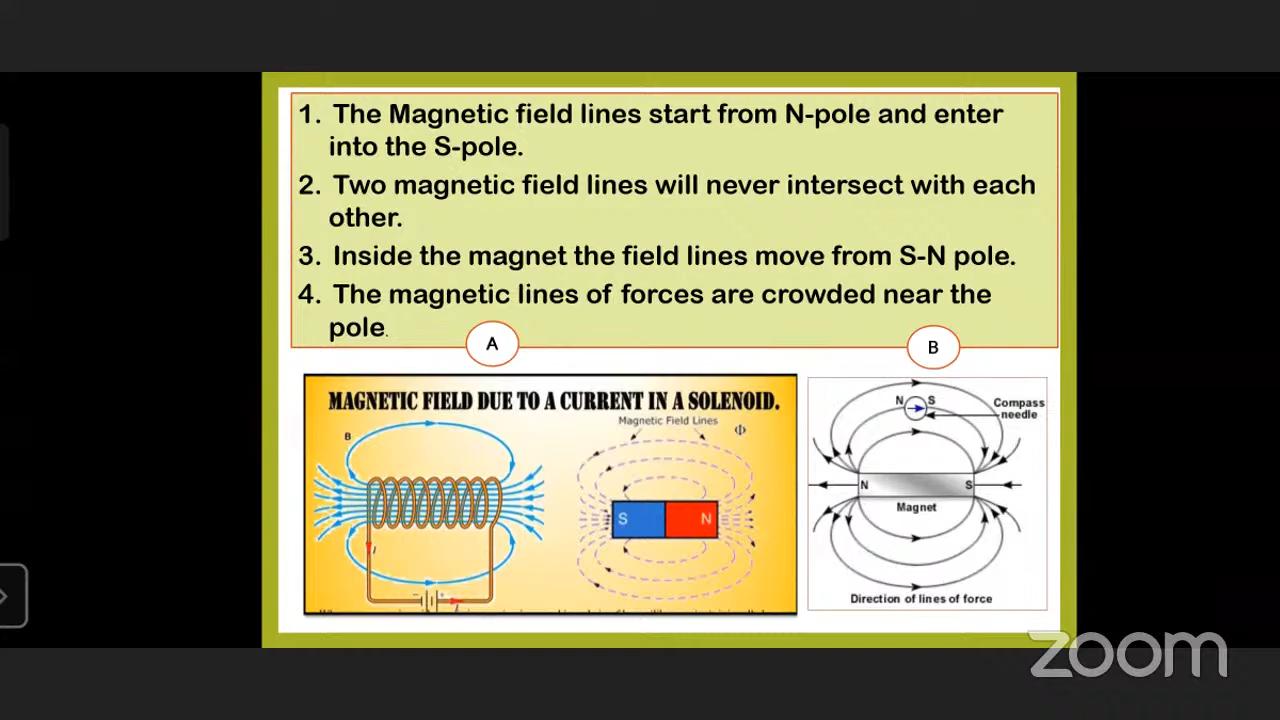 1. The Magnetic field lines start from N-pole and enter
into the S-pole.
2. Two magnetic field lines will never intersect with each
other.
3. Inside the magnet the field lines move from S-N pole.
4. The magnetic lines of forces are crowded near the
pole.
A
B
MAGNETIC FIELD DUE TO A CURRENT IN A SOLENOID.
Magnetic Field Lines
Φ
B
S N
I
- +
I
N S
Compass
needle
N S
Magnet
Direction of lines of force
zoom